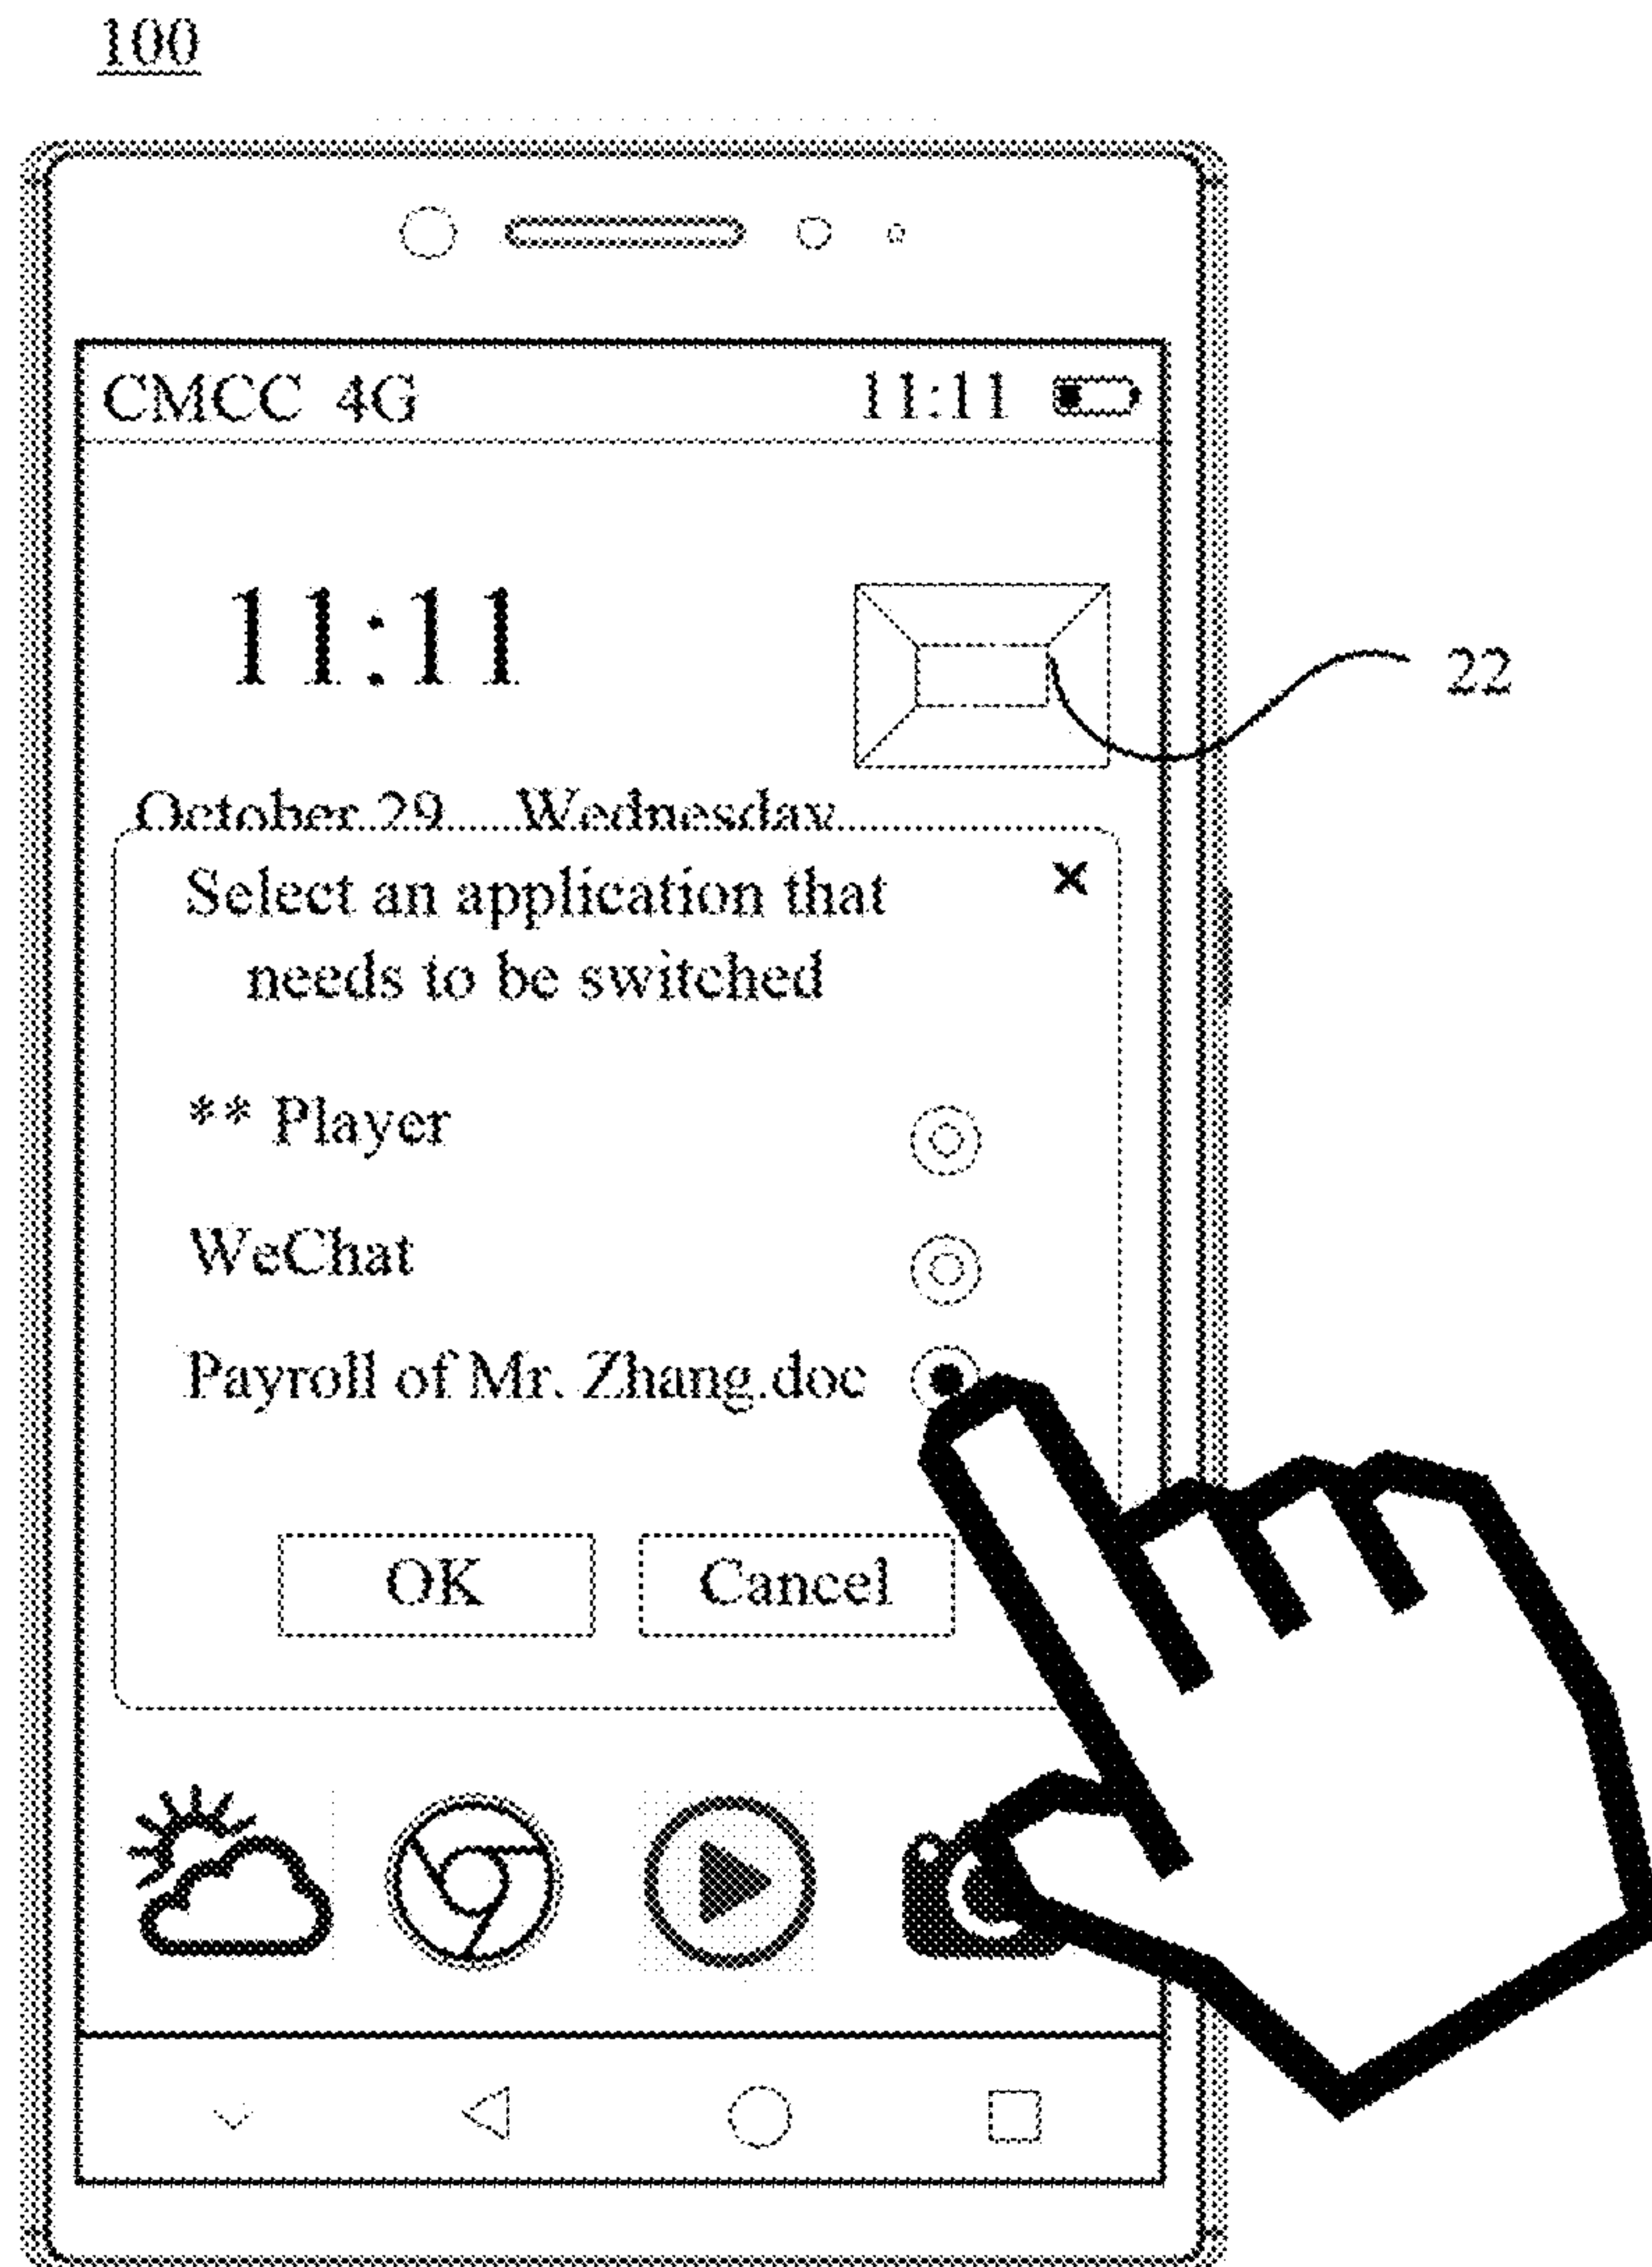 100
CMCC 4G 11:11
11:11
22
October 29 Wednesday
Select an application that
needs to be switched
** Player
WeChat
Payroll of Mr. Zhang.doc
OK Cancel